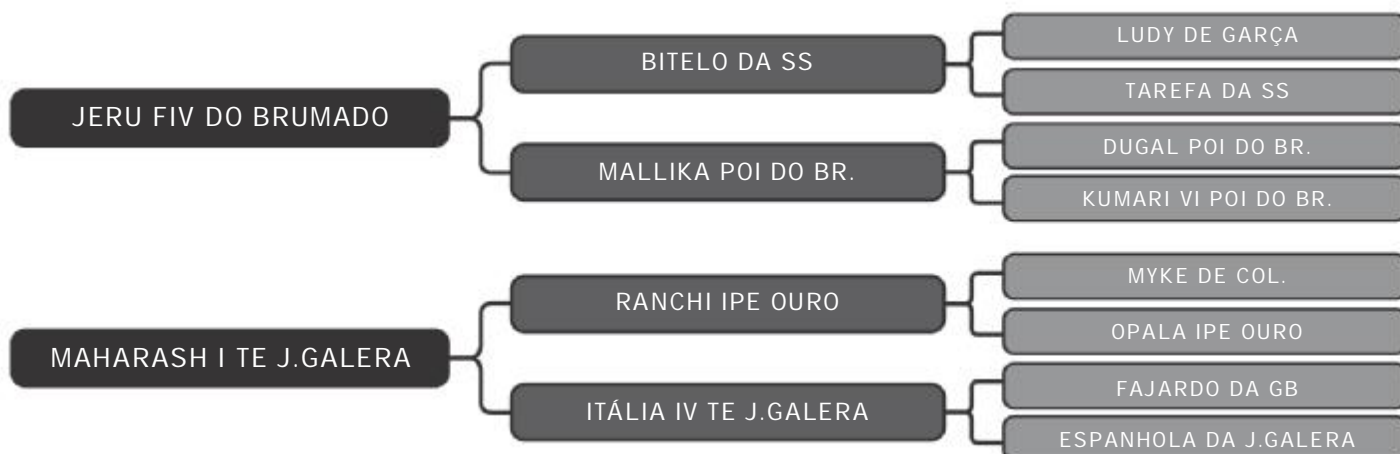 JERU FIV DO BRUMADO
BITELO DA SS
LUDY DE GARÇA
TAREFA DA SS
MALLIKA POI DO BR.
DUGAL POI DO BR.
KUMARI VI POI DO BR.
MAHARASH I TE J.GALERA
RANCHI IPE OURO
MYKE DE COL.
OPALA IPE OURO
ITÁLIA IV TE J.GALERA
FAJARDO DA GB
ESPANHOLA DA J.GALERA